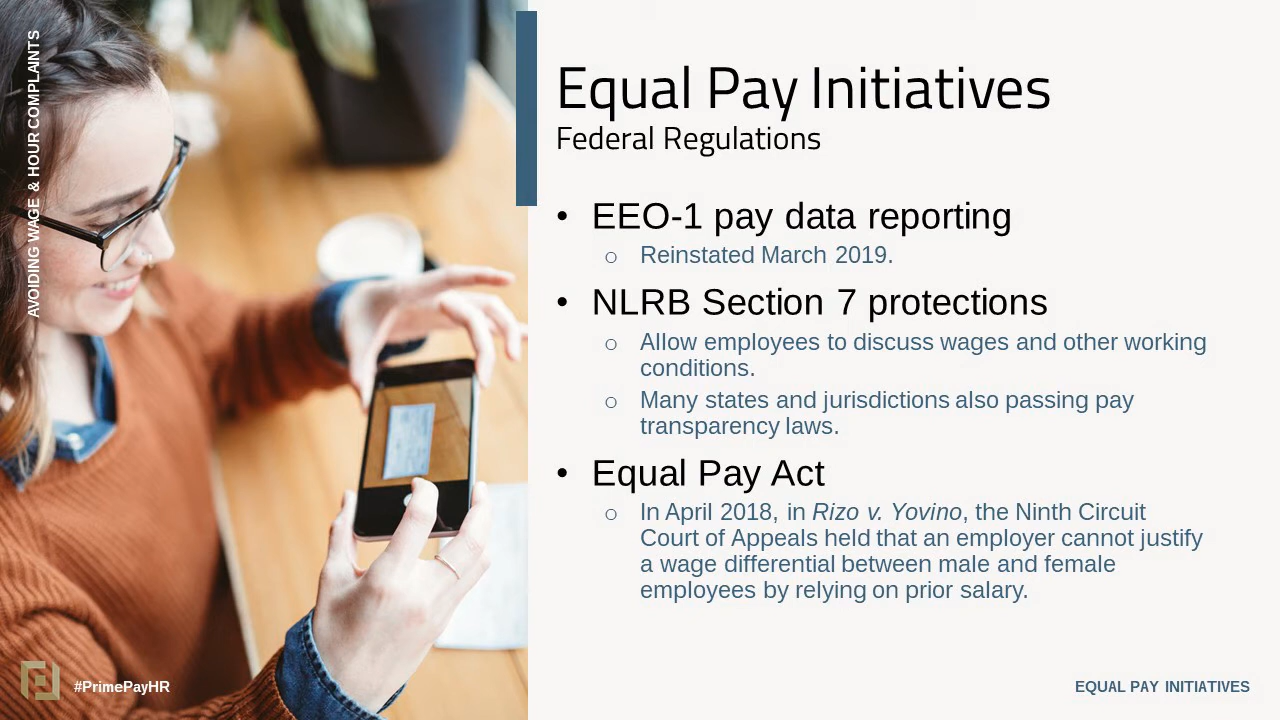 AVOIDING WAGE & HOUR COMPLAINTS
Equal Pay Initiatives
Federal Regulations
• EEO-1 pay data reporting
o Reinstated March 2019.
• NLRB Section 7 protections
o Allow employees to discuss wages and other working
conditions.
o Many states and jurisdictions also passing pay
transparency laws.
• Equal Pay Act
o In April 2018, in Rizo v. Yovino, the Ninth Circuit
Court of Appeals held that an employer cannot justify
a wage differential between male and female
employees by relying on prior salary.
#PrimePayHR
EQUAL PAY INITIATIVES